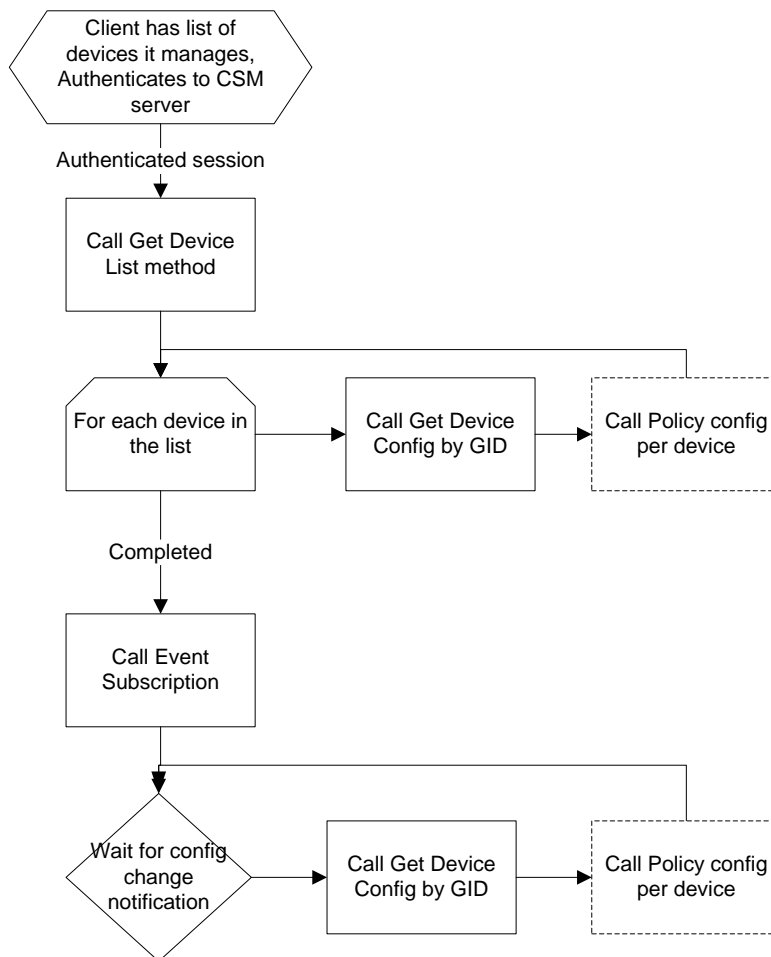 Client has list of
devices it manages,
Authenticates to CSM
server
Authenticated session
Call Get Device
List method
For each device in
the list
Call Get Device
Config by GID
Call Policy config
per device
Completed
Call Event
Subscription
Wait for config
change
notification
Call Get Device
Config by GID
Call Policy config
per device